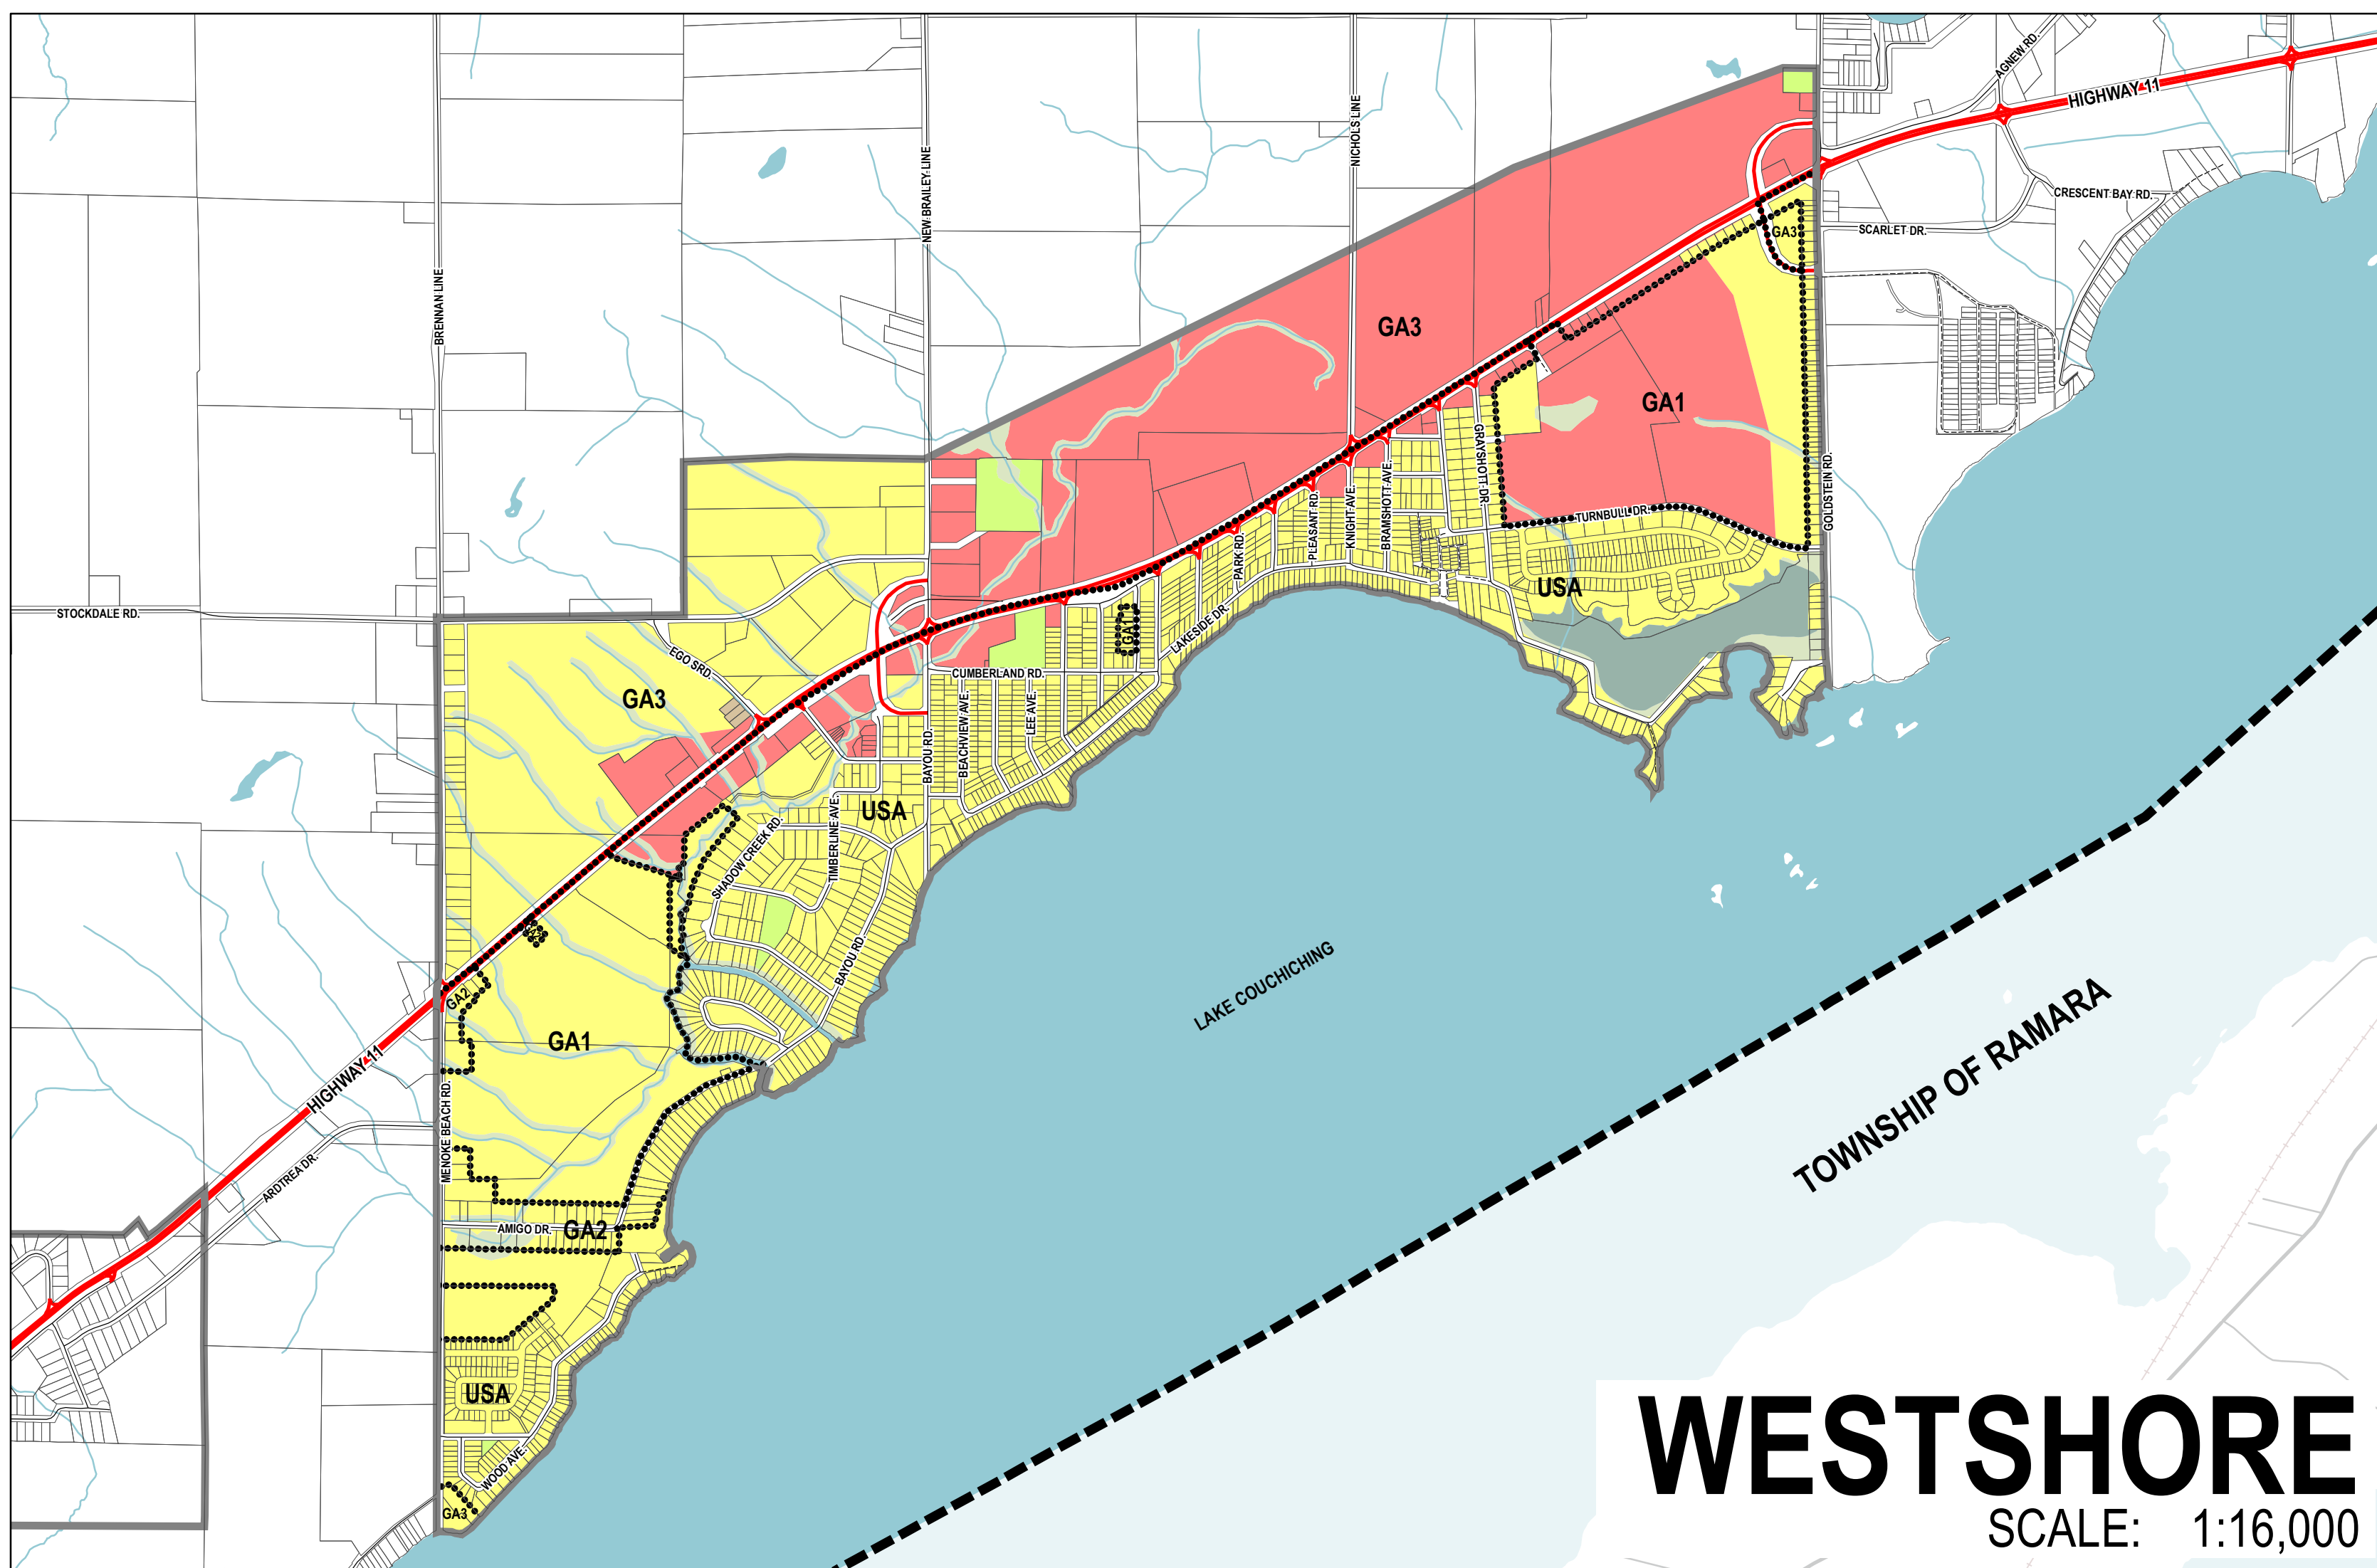 AGNEW RD.
HIGHWAY 11
NICHOLS LINE
NEW BRAILEY LINE
CRESCENT BAY RD.
SCARLET DR.
GA3
BRENNAN LINE
GA3
GA1
GRAYSHOTT DR.
GOLDSTEIN RD.
TURNBULL DR.
PLEASANT RD.
KNIGHT AVE.
BRAMSHOTT AVE.
PARK RD.
USA
STOCKDALE RD.
GA1
LAKESIDE DR.
EGO SRD.
CUMBERLAND RD.
GA3
BEACHVIEW AVE.
LEE AVE.
BAYOU RD.
USA
TIMBERLINE AVE.
SHADOW CREEK RD.
BAYOU RD.
GA2
GA1
LAKE COUCHICHING
HIGHWAY 11
MENOKE BEACH RD.
ARDTREA DR.
TOWNSHIP OF RAMARA
AMIGO DR.
GA2
USA
WOOD AVE.
GA3
WESTSHORE
SCALE: 1:16,000